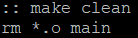 :: make clean
rm *.o main